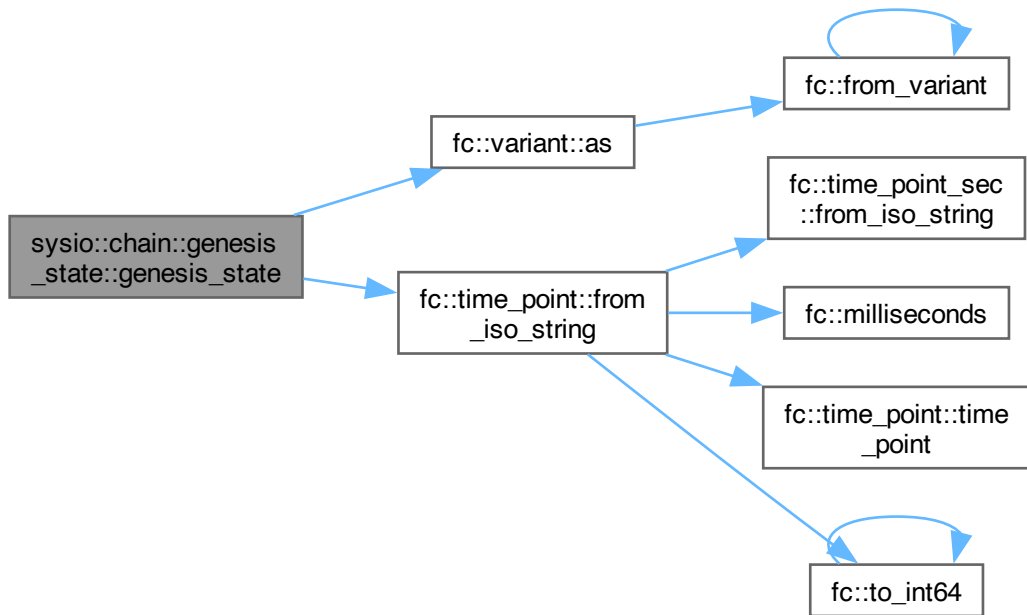 sysio::chain::genesis
_state::genesis_state
fc::variant::as
fc::from_variant
fc::time_point::from
_iso_string
fc::time_point_sec
::from_iso_string
fc::milliseconds
fc::time_point::time
_point
fc::to_int64